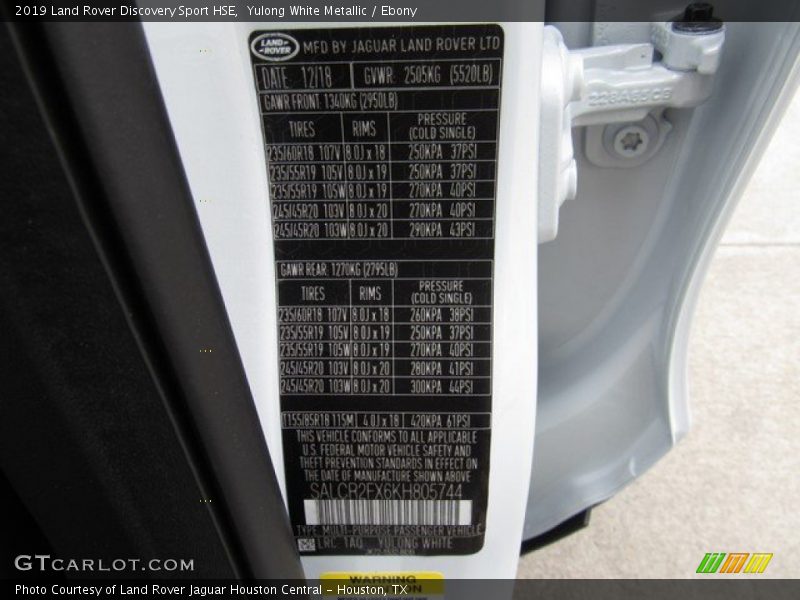 2019 Land Rover Discovery Sport HSE, Yulong White Metallic / Ebony
LAND ROVER MFD BY JAGUAR LAND ROVER LTD
DATE 12/18 GVWR. 2505KG (5520LB)
GAWR FRONT. 1340KG (2950LB)
TIRES RIMS PRESSURE (COLD SINGLE)
235/60R18 107V 8.0J x 18 250KPA 37PSI
235/55R19 105V 8.0J x 19 250KPA 37PSI
235/55R19 105W 8.0J x 19 270KPA 40PSI
245/45R20 103V 8.0J x 20 270KPA 40PSI
245/45R20 103W 8.0J x 20 290KPA 43PSI
GAWR REAR. 1270KG (2795LB)
TIRES RIMS PRESSURE (COLD SINGLE)
235/60R18 107V 8.0J x 18 260KPA 38PSI
235/55R19 105V 8.0J x 19 250KPA 37PSI
235/55R19 105W 8.0J x 19 270KPA 40PSI
245/45R20 103V 8.0J x 20 280KPA 41PSI
245/45R20 103W 8.0J x 20 300KPA 44PSI
T155/85R18 115M 4.0J x 18 420KPA 61PSI
THIS VEHICLE CONFORMS TO ALL APPLICABLE
U.S. FEDERAL MOTOR VEHICLE SAFETY AND
THEFT PREVENTION STANDARDS IN EFFECT ON
THE DATE OF MANUFACTURE SHOWN ABOVE
SALCR2FX6KH805744
TYPE: MULTI-PURPOSE PASSENGER VEHICLE
LRC: 1AQ YULONG WHITE
WARNING
GTCARLOT.COM
Photo Courtesy of Land Rover Jaguar Houston Central – Houston, TX